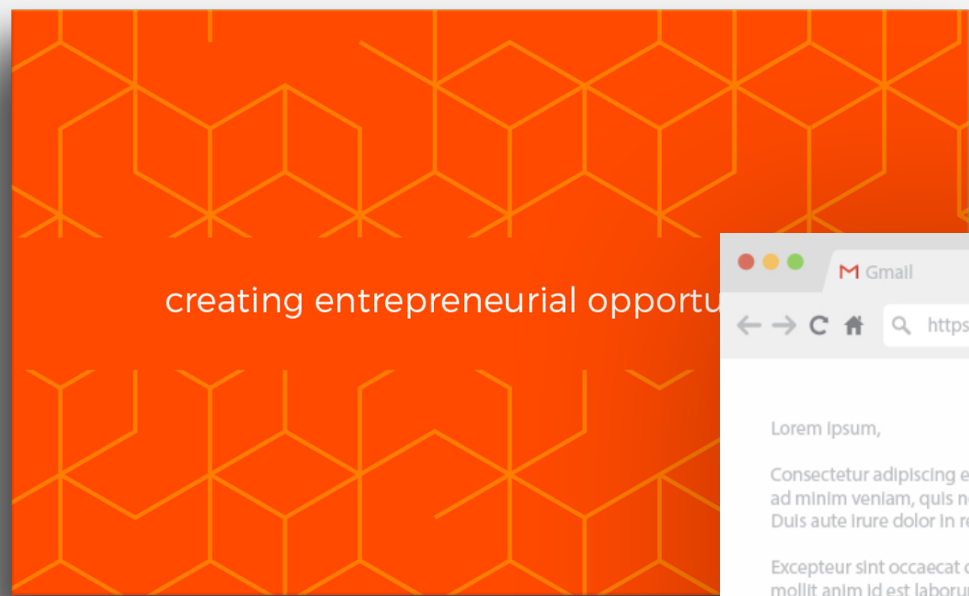 creating entrepreneurial opportu
Gmail
https
Lorem Ipsum,
Consectetur adipiscing e
ad minim veniam, quis n
Duis aute irure dolor in re
Excepteur sint occaecat c
mollit anim id est laboru